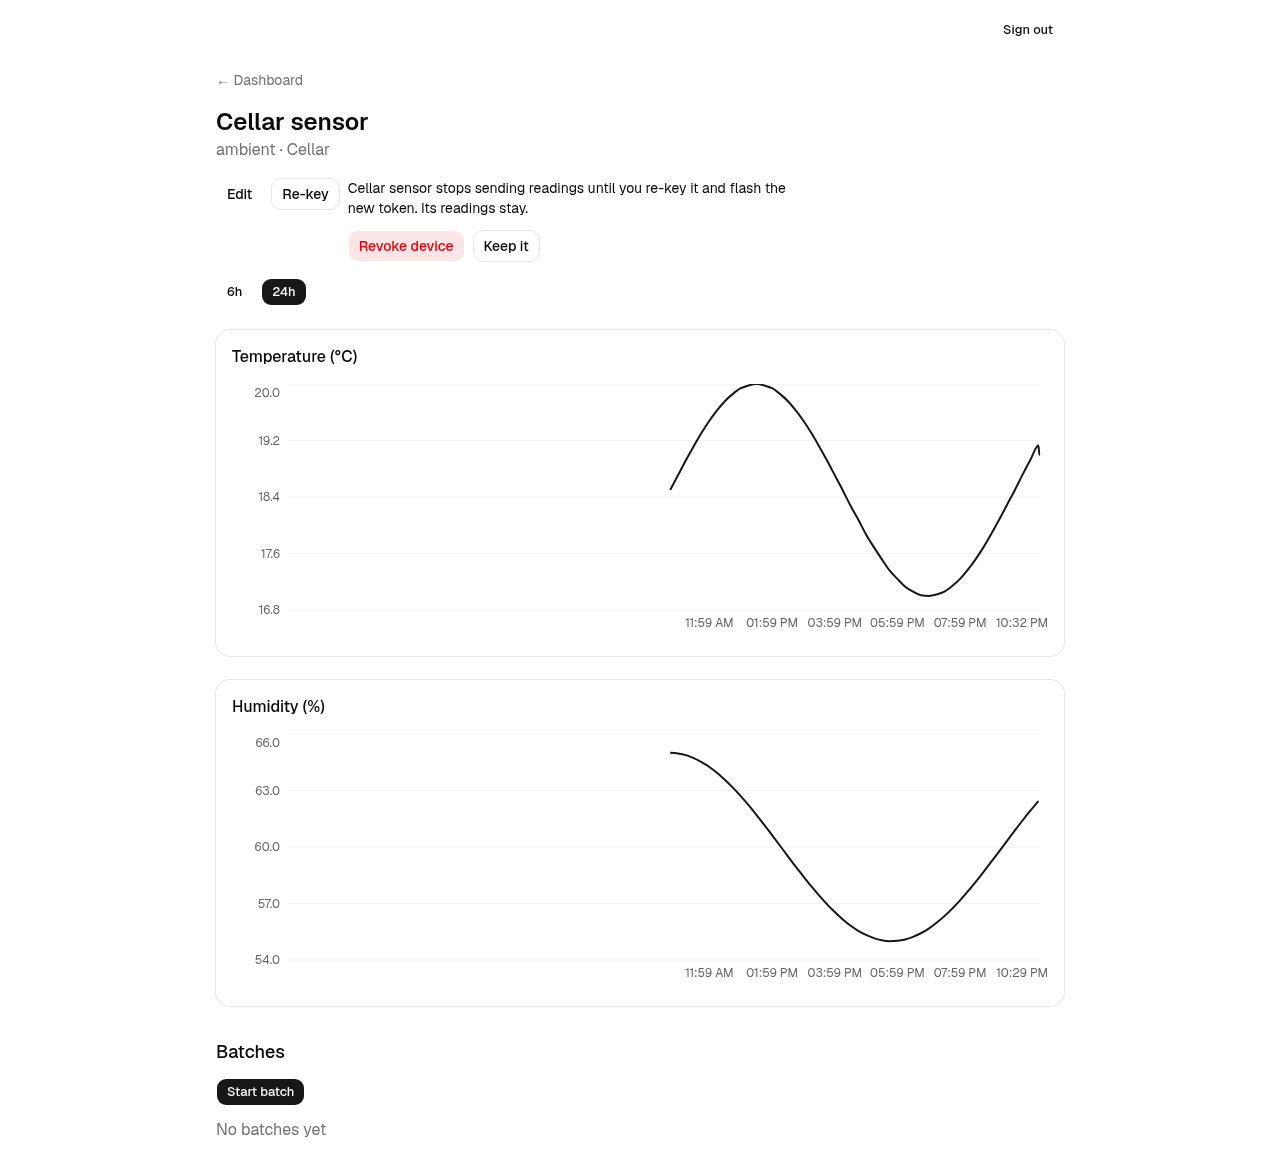 Sign out
← Dashboard
Cellar sensor
ambient · Cellar
Edit
Re-key
Cellar sensor stops sending readings until you re-key it and flash the
new token. Its readings stay.
Revoke device
Keep it
6h
24h
Temperature (°C)
20.0
19.2
18.4
17.6
16.8
11:59 AM
01:59 PM
03:59 PM
05:59 PM
07:59 PM
10:32 PM
Humidity (%)
66.0
63.0
60.0
57.0
54.0
11:59 AM
01:59 PM
03:59 PM
05:59 PM
07:59 PM
10:29 PM
Batches
Start batch
No batches yet